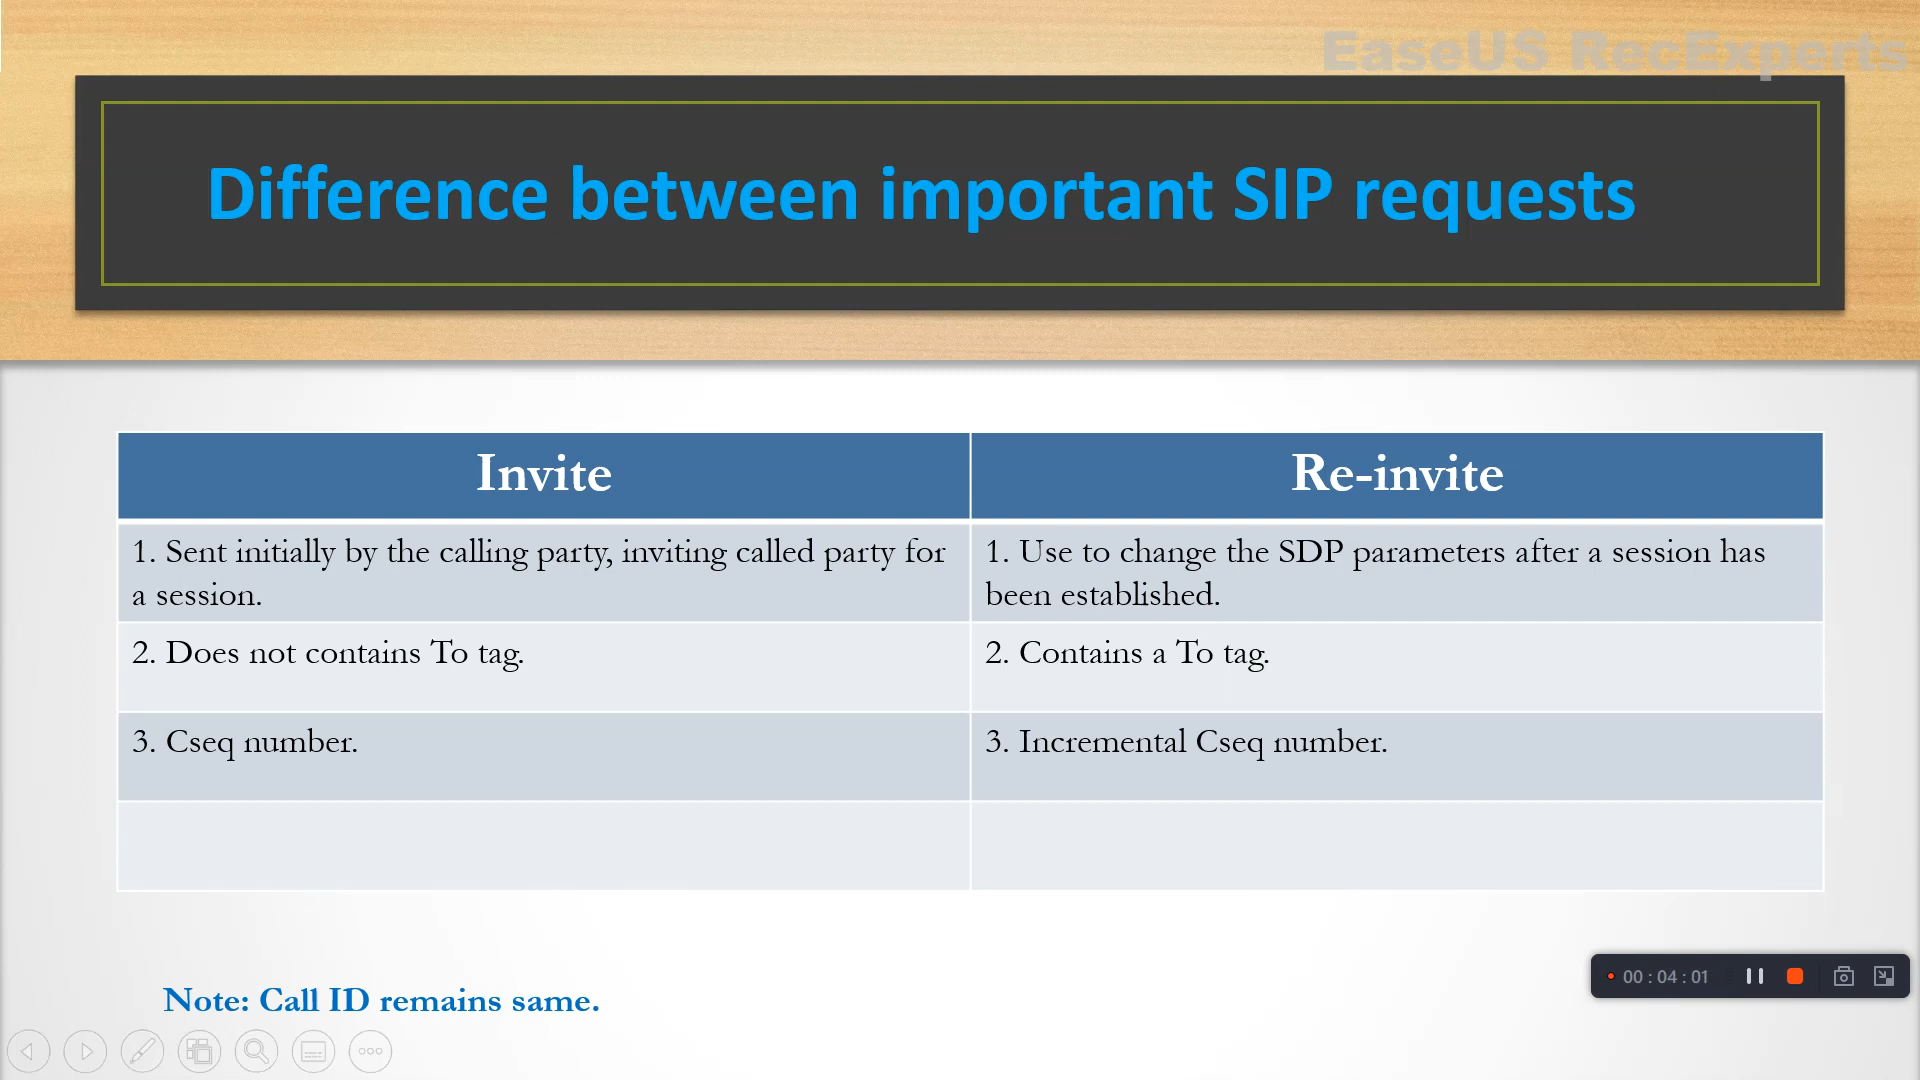 EaseUS RecExperts
Difference between important SIP requests
Invite
Re-invite
1. Sent initially by the calling party, inviting called party for
a session.
1. Use to change the SDP parameters after a session has
been established.
2. Does not contains To tag.
2. Contains a To tag.
3. Cseq number.
3. Incremental Cseq number.
00 : 04 : 01
Note: Call ID remains same.